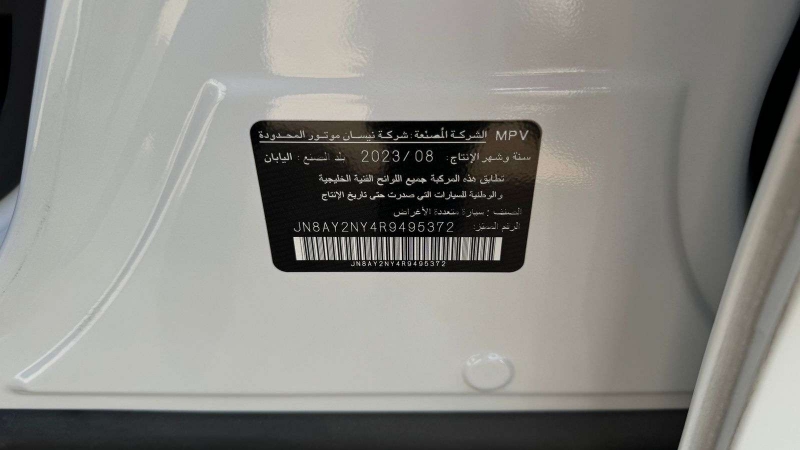 MPV الشركة المصنعة : شركة نيسان موتور المحدودة
سنة وشهر الإنتاج: 2023/08 بلد الصنع : اليابان
تطابق هذه المركبة جميع اللوائح الفنية الخليجية
والوطنية للسيارات التي صدرت حتى تاريخ الإنتاج
الصنف : سيارة متعددة الأغراض
الرقم المميز: JN8AY2NY4R9495372
JN8AY2NY4R9495372